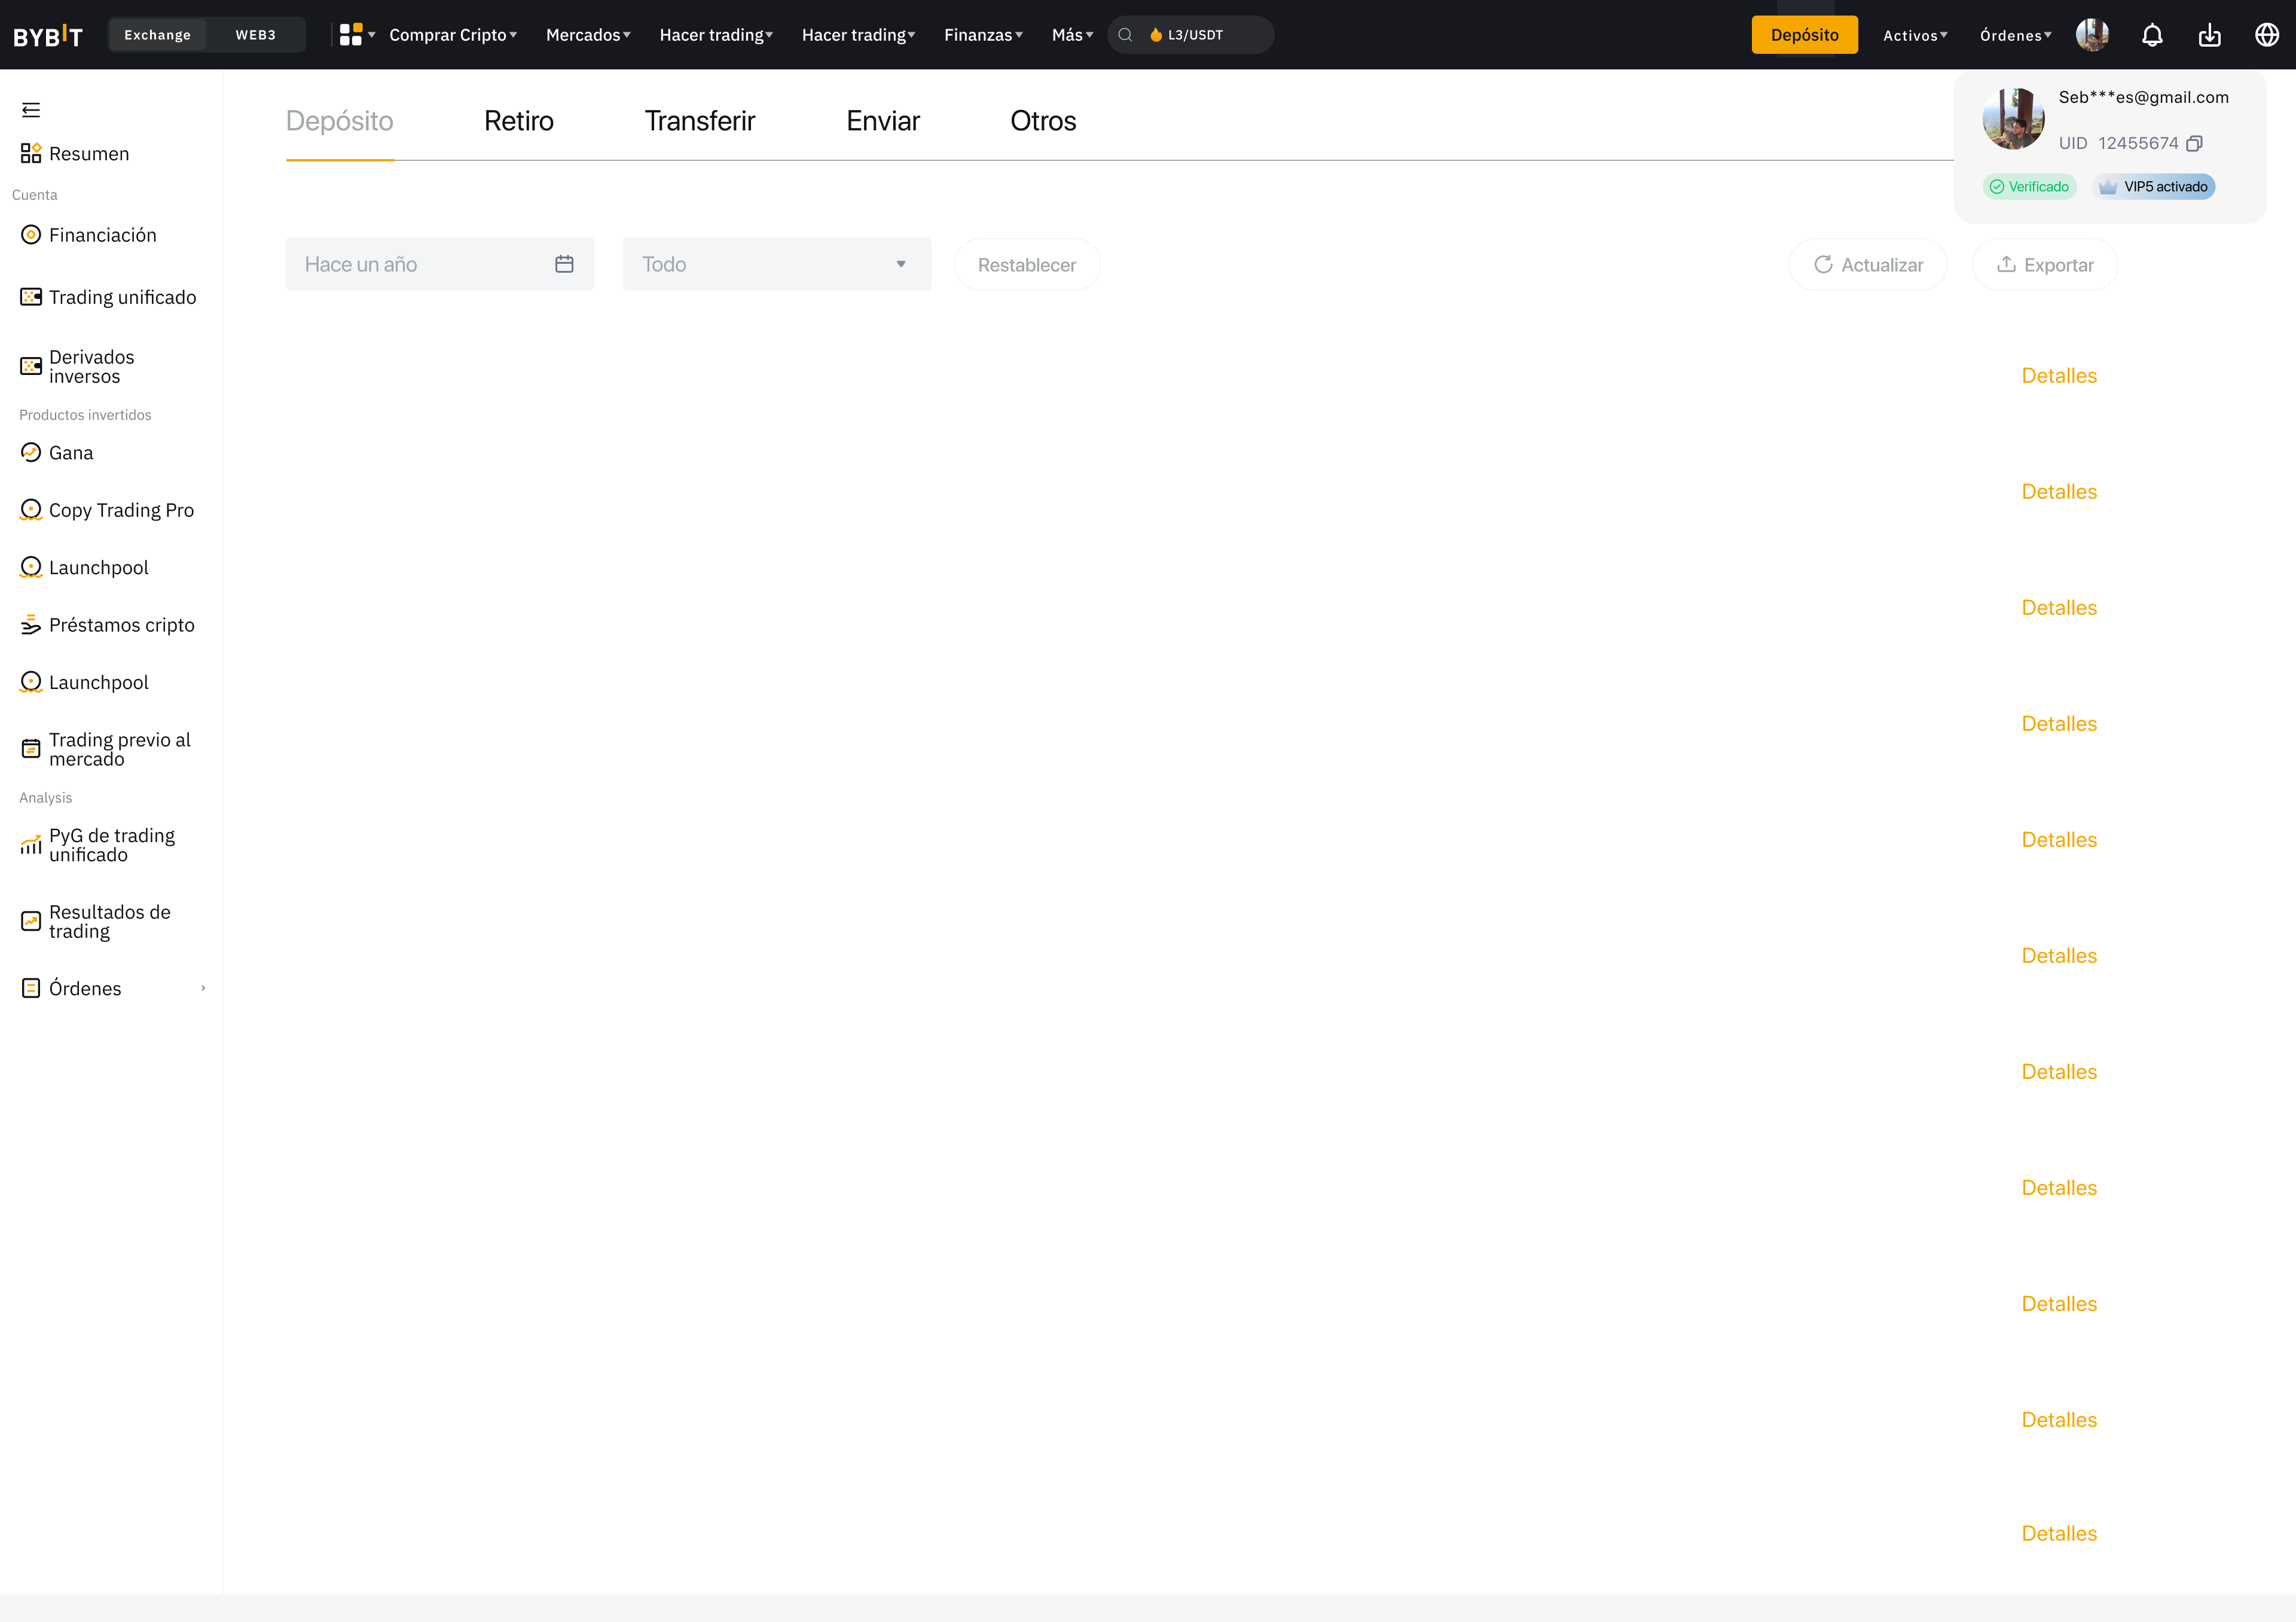 BYBIT
Exchange
WEB3
Comprar Cripto
Mercados
Hacer trading
Hacer trading
Finanzas
Más
L3/USDT
Depósito
Activos
Órdenes
Seb***es@gmail.com
UID 12455674
Verificado
VIP5 activado
Resumen
Cuenta
Financiación
Trading unificado
Derivados
inversos
Productos invertidos
Gana
Copy Trading Pro
Launchpool
Préstamos cripto
Launchpool
Trading previo al
mercado
Analysis
PyG de trading
unificado
Resultados de
trading
Órdenes
Depósito
Retiro
Transferir
Enviar
Otros
Hace un año
Todo
Restablecer
Actualizar
Exportar
Detalles
Detalles
Detalles
Detalles
Detalles
Detalles
Detalles
Detalles
Detalles
Detalles
Detalles